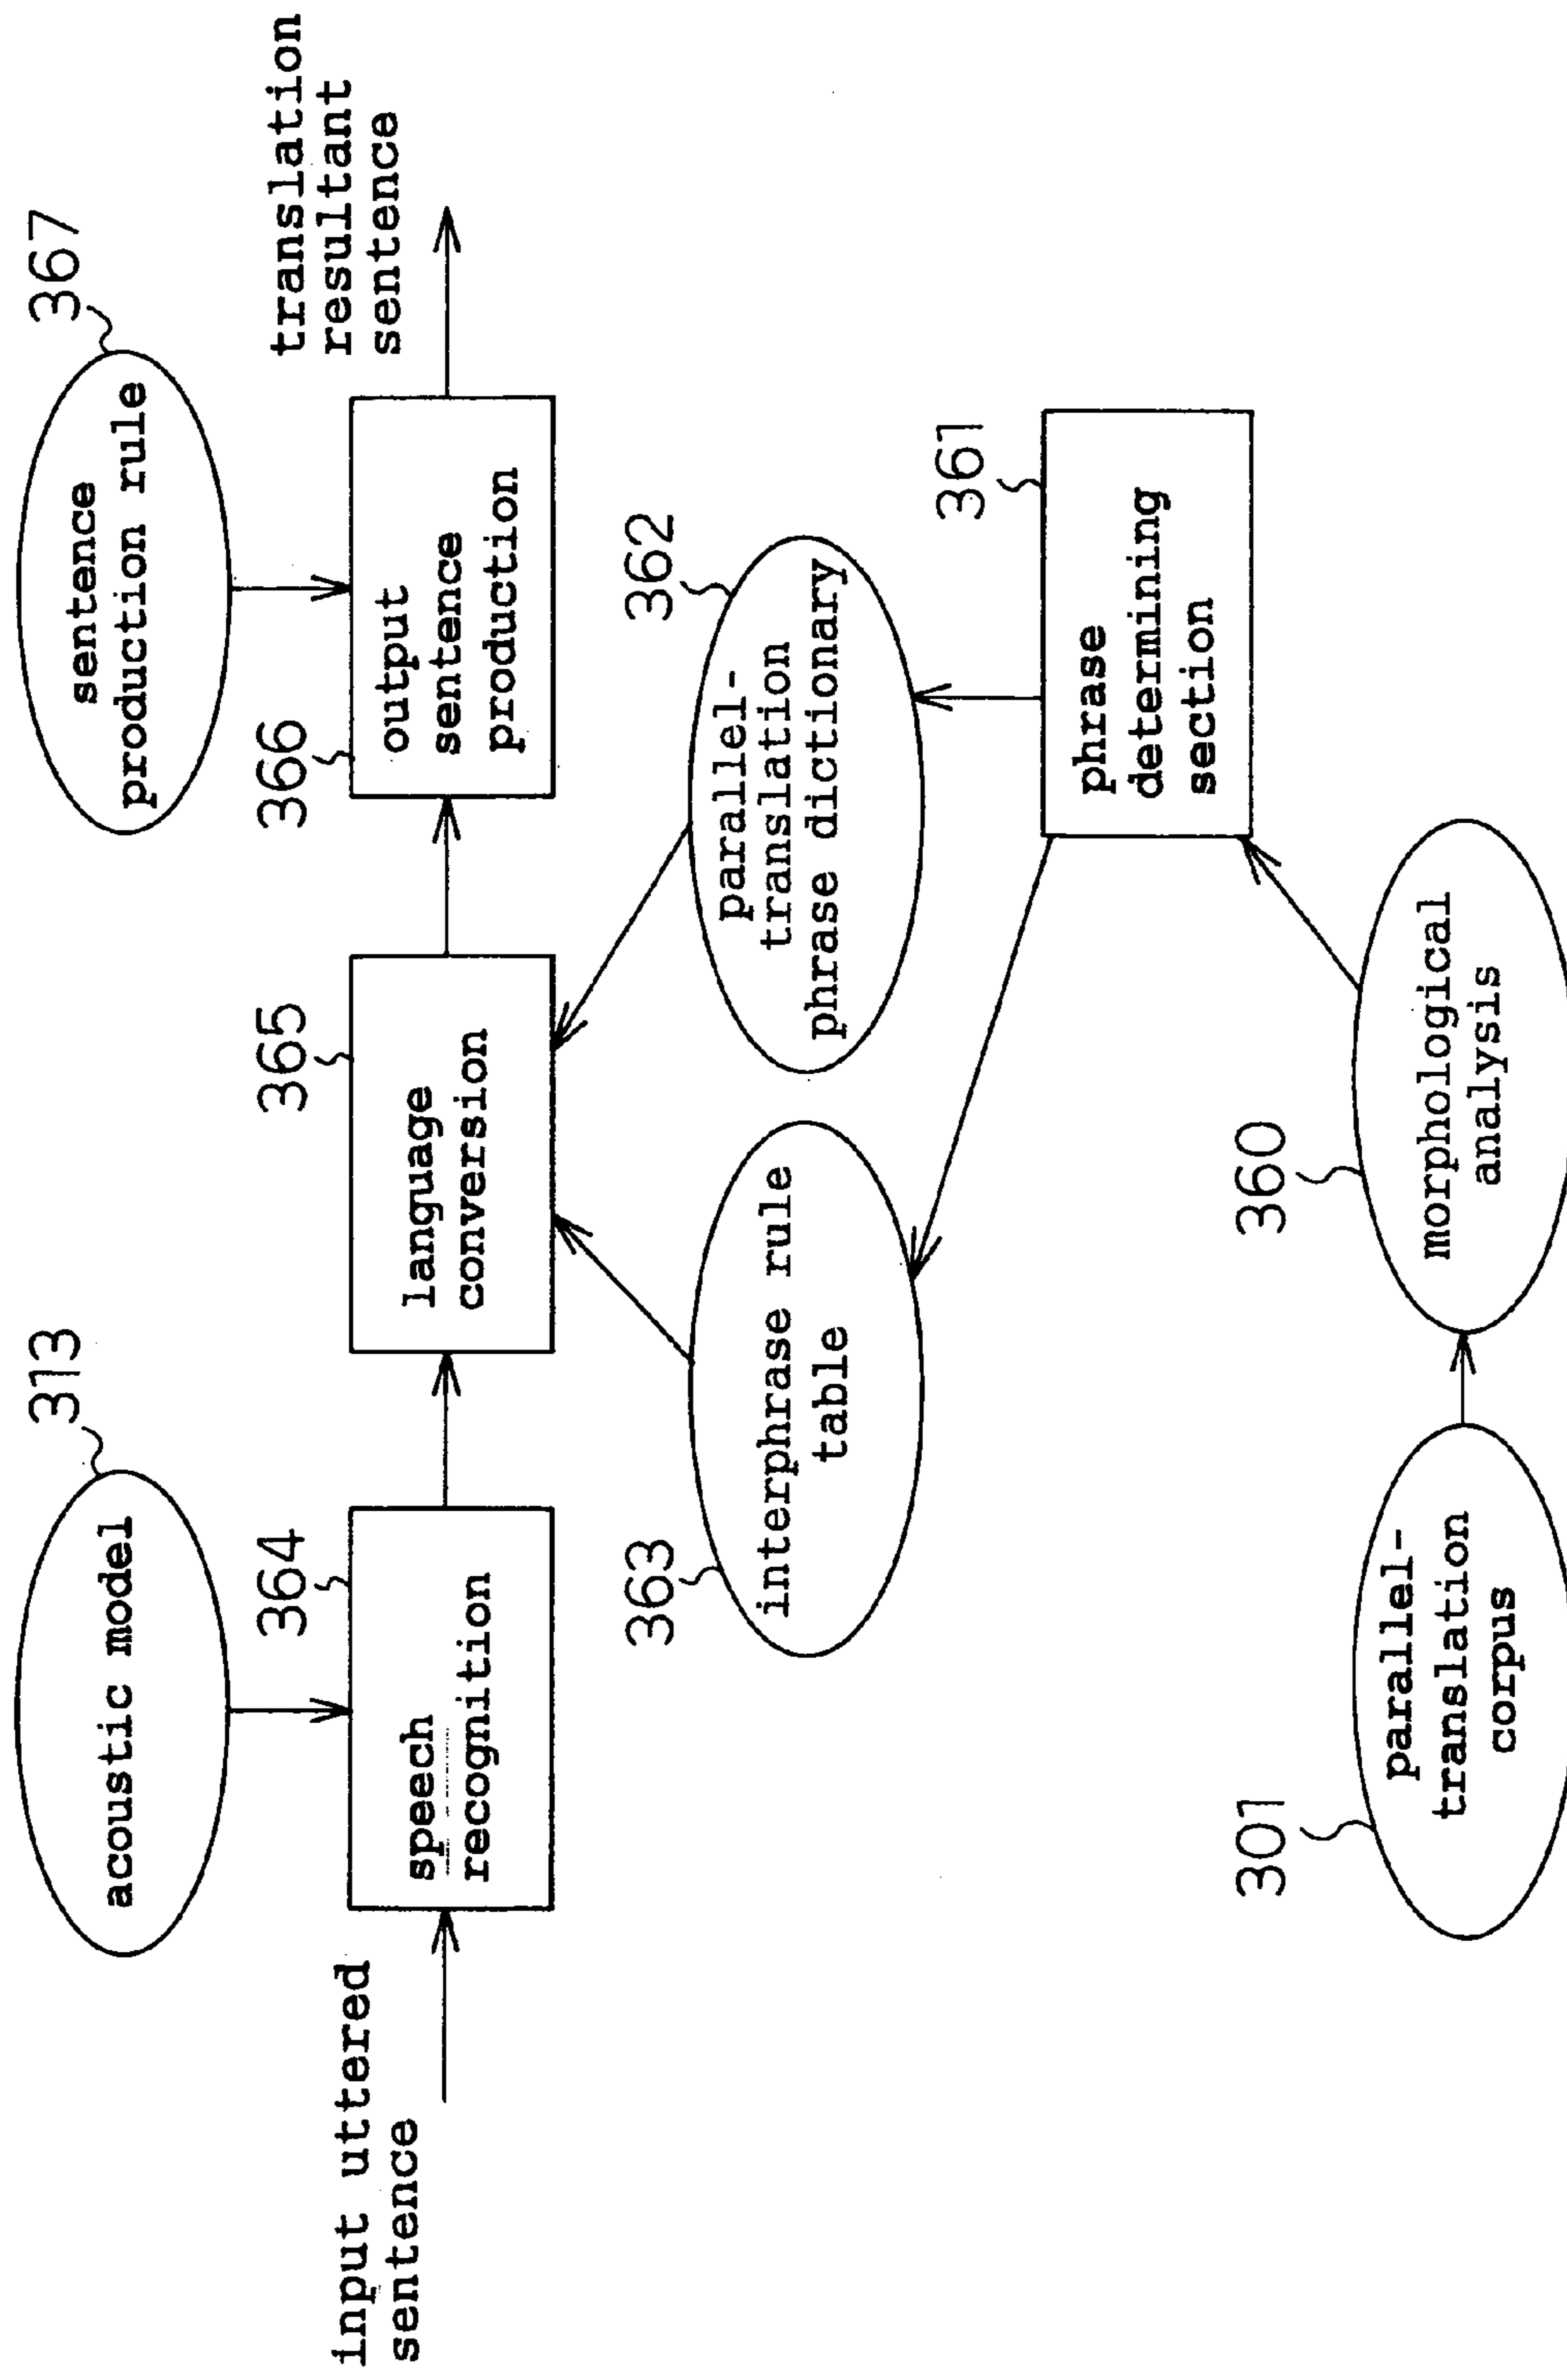 313
acoustic model
367
sentence
production rule
input uttered
sentence
364
speech
recognition
365
language
conversion
366
output
sentence
production
translation
resultant
sentence
363
interphrase rule
table
362
parallel-
translation
phrase dictionary
361
phrase
determining
section
301
parallel-
translation
corpus
360
morphological
analysis